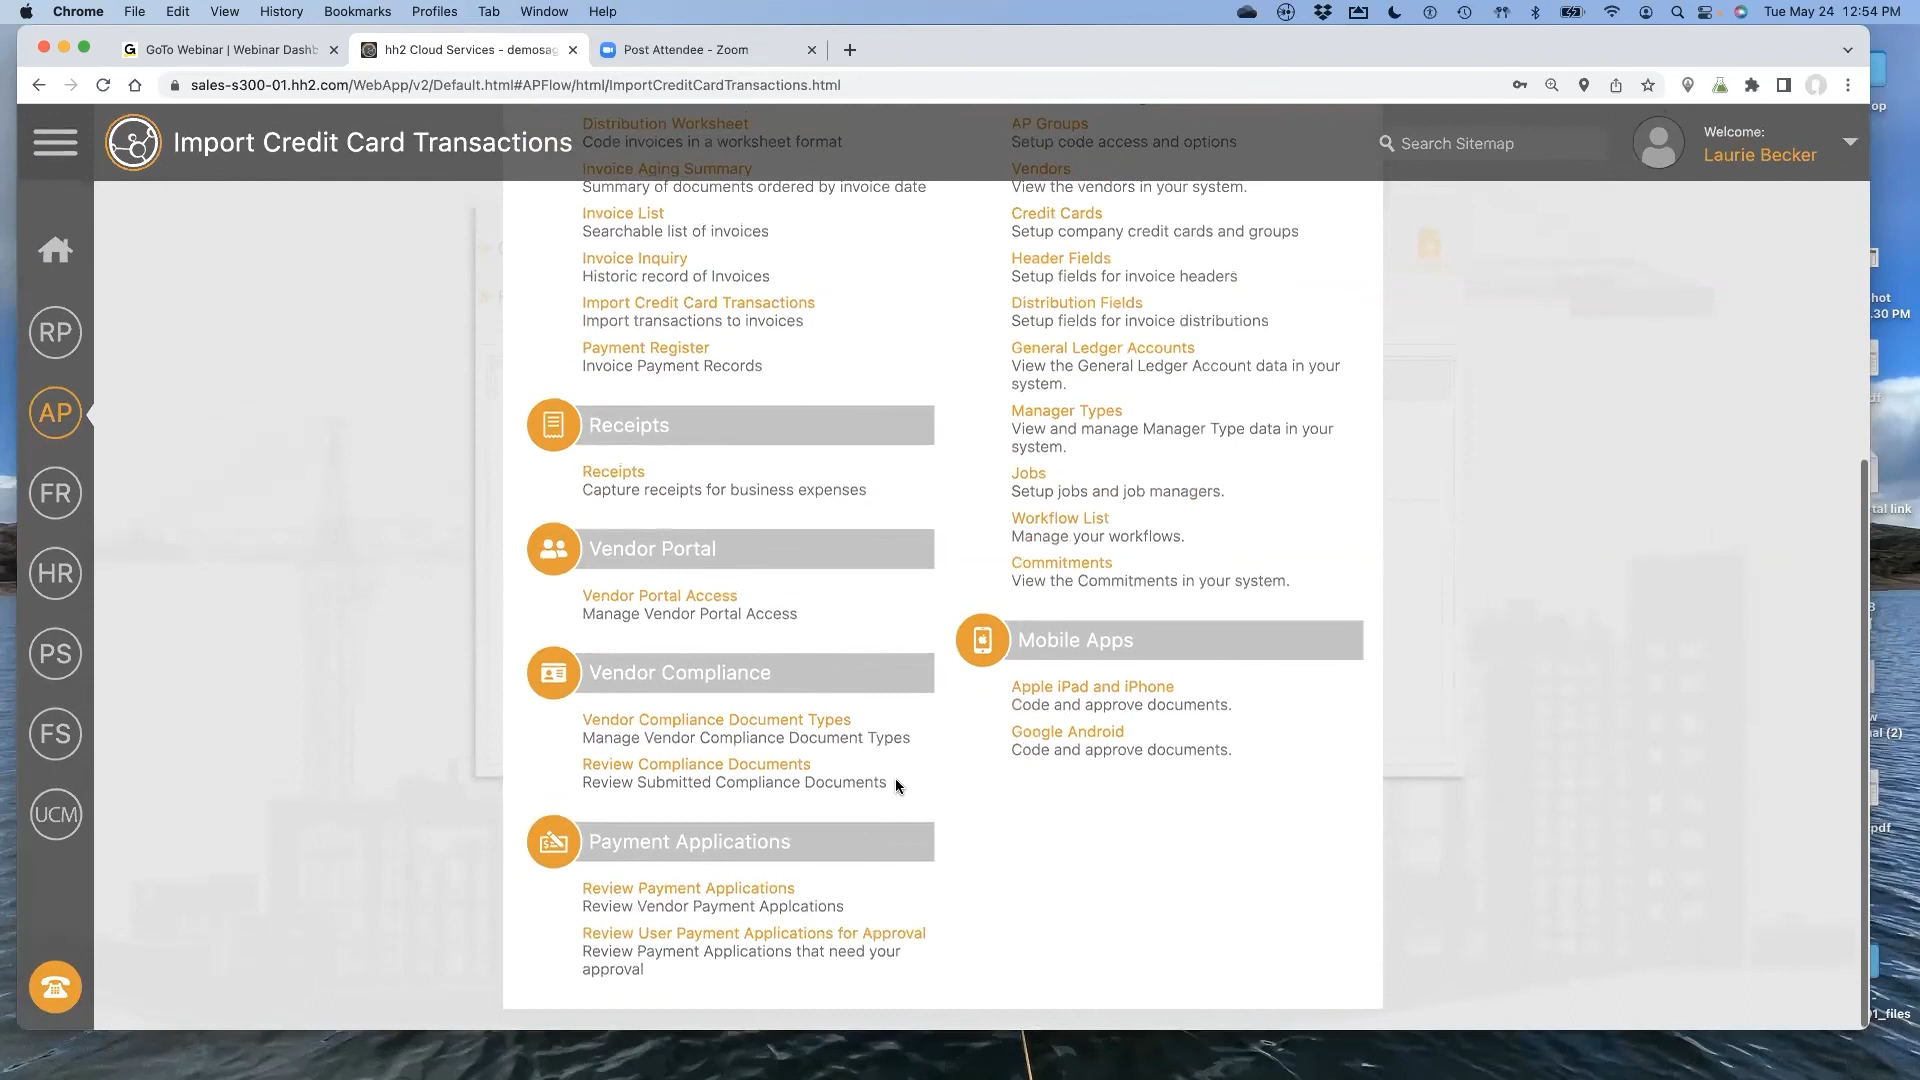 Chrome File Edit View History Bookmarks Profiles Tab Window Help Tue May 24 12:54 PM
GoTo Webinar | Webinar Dashb hh2 Cloud Services - demosag Post Attendee - Zoom
sales-s300-01.hh2.com/WebApp/v2/Default.html#APFlow/html/ImportCreditCardTransactions.html
Import Credit Card Transactions
Search Sitemap
Welcome:
Laurie Becker
RP
AP
FR
HR
PS
FS
UCM
Distribution Worksheet
Code invoices in a worksheet format
Invoice Aging Summary
Summary of documents ordered by invoice date
Invoice List
Searchable list of invoices
Invoice Inquiry
Historic record of Invoices
Import Credit Card Transactions
Import transactions to invoices
Payment Register
Invoice Payment Records
Receipts
Receipts
Capture receipts for business expenses
Vendor Portal
Vendor Portal Access
Manage Vendor Portal Access
Vendor Compliance
Vendor Compliance Document Types
Manage Vendor Compliance Document Types
Review Compliance Documents
Review Submitted Compliance Documents
Payment Applications
Review Payment Applications
Review Vendor Payment Applcations
Review User Payment Applications for Approval
Review Payment Applications that need your
approval
AP Groups
Setup code access and options
Vendors
View the vendors in your system.
Credit Cards
Setup company credit cards and groups
Header Fields
Setup fields for invoice headers
Distribution Fields
Setup fields for invoice distributions
General Ledger Accounts
View the General Ledger Account data in your
system.
Manager Types
View and manage Manager Type data in your
system.
Jobs
Setup jobs and job managers.
Workflow List
Manage your workflows.
Commitments
View the Commitments in your system.
Mobile Apps
Apple iPad and iPhone
Code and approve documents.
Google Android
Code and approve documents.
op
hot
.30 PM
tal link
al (2)
pdf
01_files